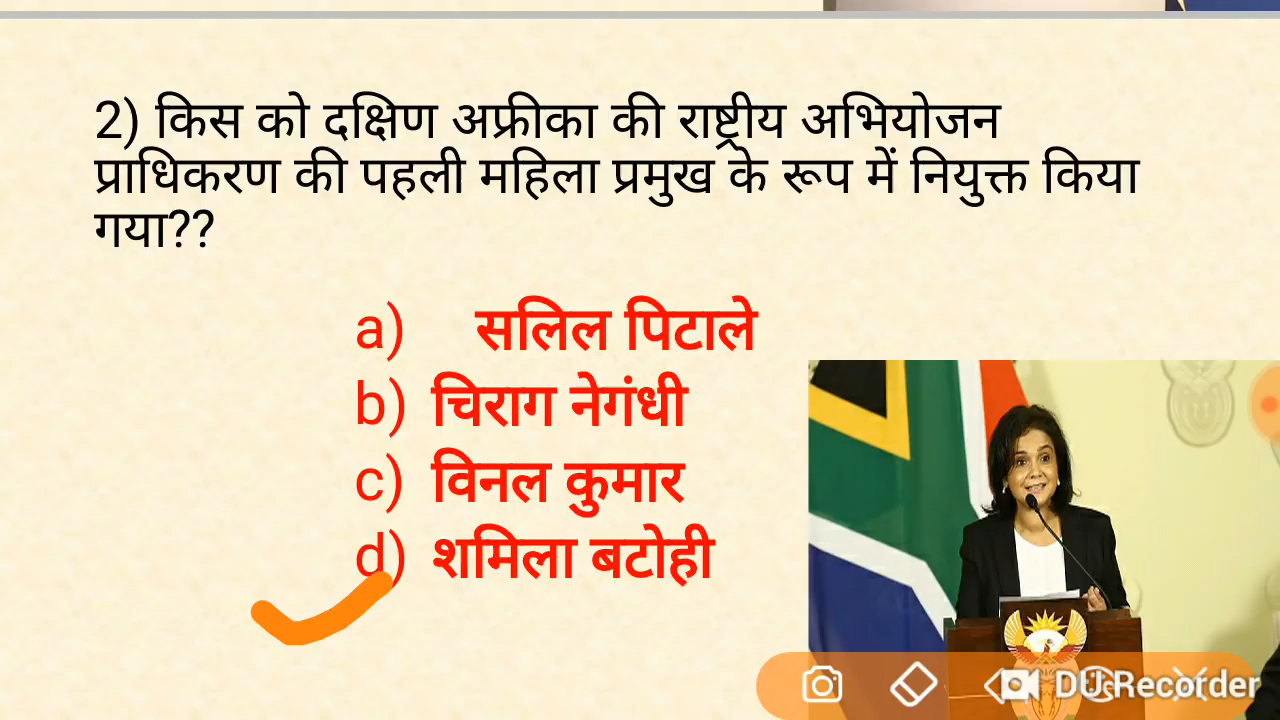 2) किस को दक्षिण अफ्रीका की राष्ट्रीय अभियोजन
प्राधिकरण की पहली महिला प्रमुख के रूप में नियुक्त किया
गया??
a) सलिल पिटाले
b) चिराग नेगंधी
c) विनल कुमार
d) शमिला बटोही
DU Recorder